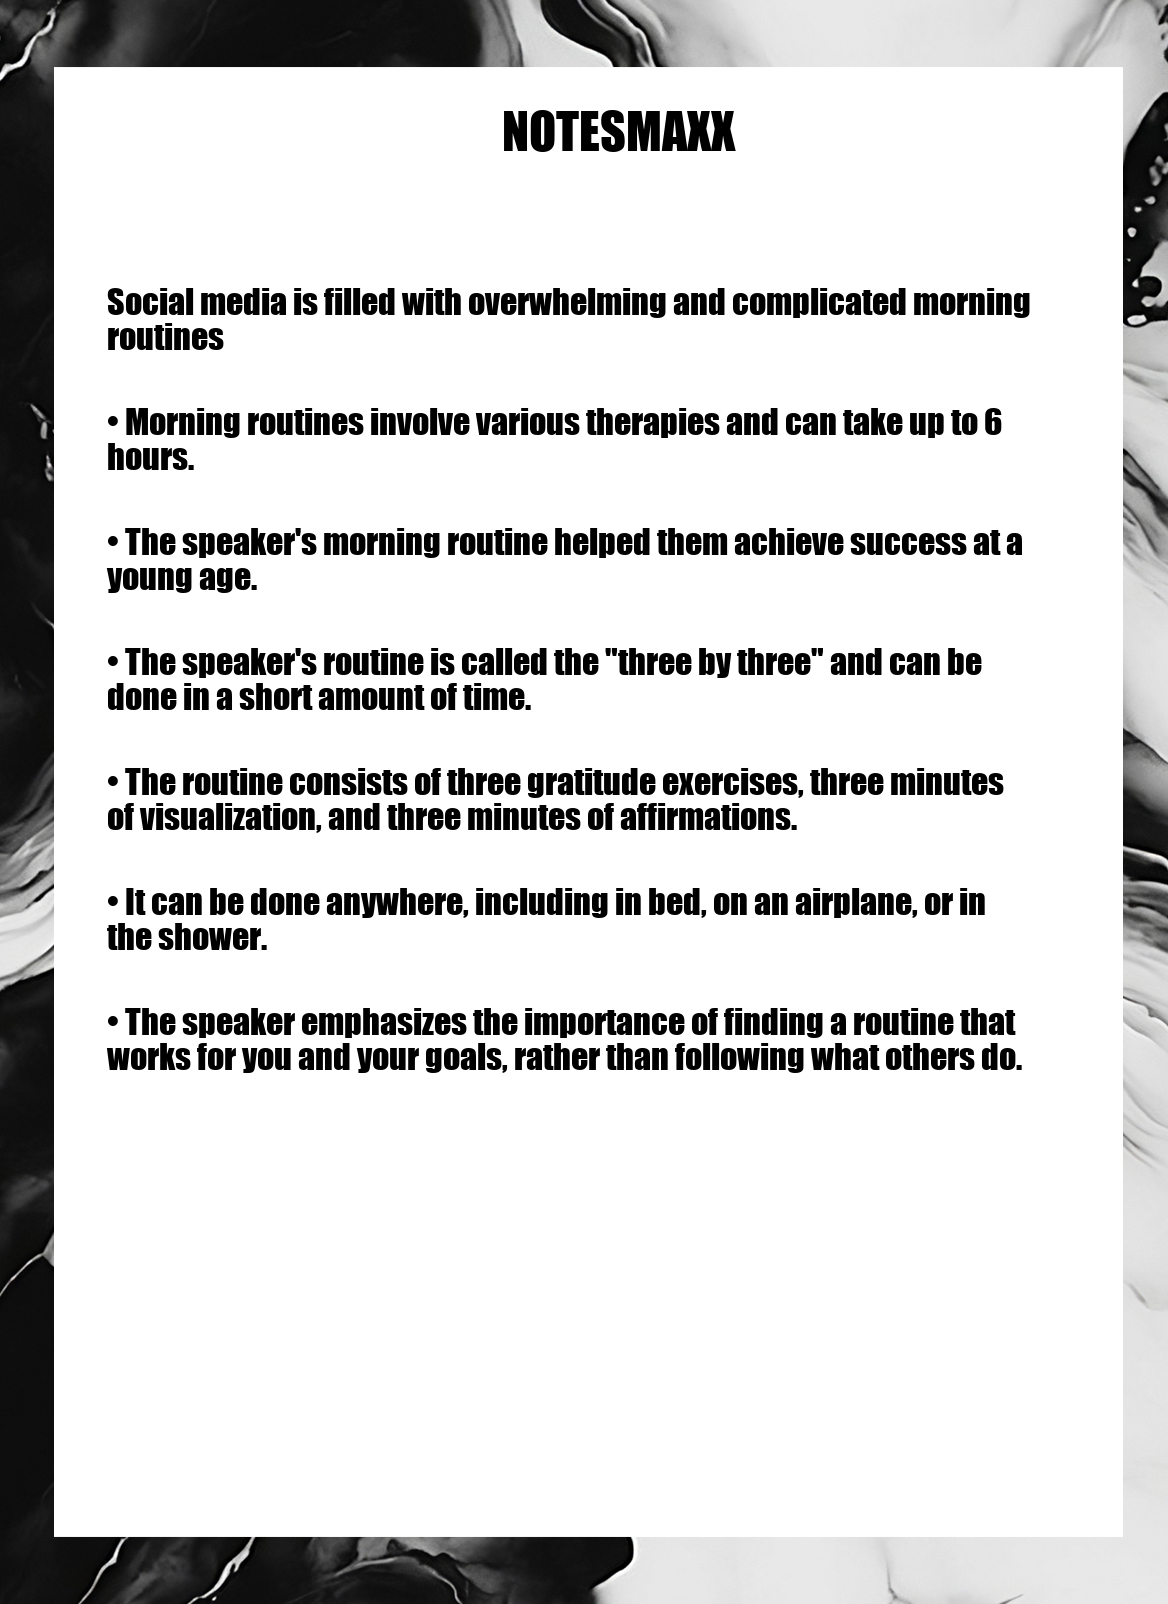 NOTESMAXX
Social media is filled with overwhelming and complicated morning
routines
• Morning routines involve various therapies and can take up to 6
hours.
• The speaker's morning routine helped them achieve success at a
young age.
• The speaker's routine is called the "three by three" and can be
done in a short amount of time.
• The routine consists of three gratitude exercises, three minutes
of visualization, and three minutes of affirmations.
• It can be done anywhere, including in bed, on an airplane, or in
the shower.
• The speaker emphasizes the importance of finding a routine that
works for you and your goals, rather than following what others do.